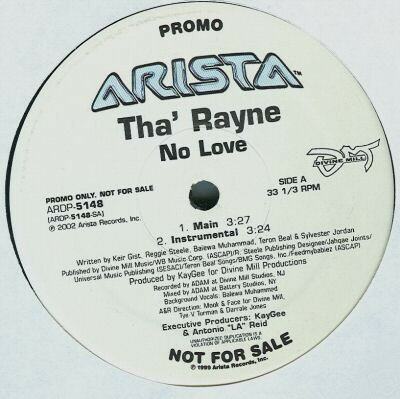 PROMO
ARISTA™
Tha' Rayne
No Love
DIVINE MILL
PROMO ONLY. NOT FOR SALE
ARDP-5148
(ARDP-5148-SA)
℗ 2002 Arista Records, Inc.
SIDE A
33 1/3 RPM
1. Main 3:27
2. Instrumental 3:24
Written by Keir Gist, Reggie Steele, Balewa Muhammad, Teron Beal & Sylvester Jordan
Published by Divine Mill Music/WB Music Corp. (ASCAP)/R. Steele Publishing Designee/Jahqae Joints/
Universal Music Publishing (SESAC)/Teron Beal Songs/BMG Songs, Inc./Feedmybabiez (ASCAP)
Produced by KayGee for Divine Mill Productions
Recorded by ADAM at Divine Mill Studios, NJ
Mixed by ADAM at Battery Studios, NY
Background Vocals: Balewa Muhammed
A&R Direction: Mook & Face for Divine Mill,
Tye V Turman & Darrale Jones
Executive Producers: KayGee
& Antonio "LA" Reid
UNAUTHORIZED DUPLICATION IS A
VIOLATION OF APPLICABLE LAWS.
NOT FOR SALE
© 1999 Arista Records, Inc.